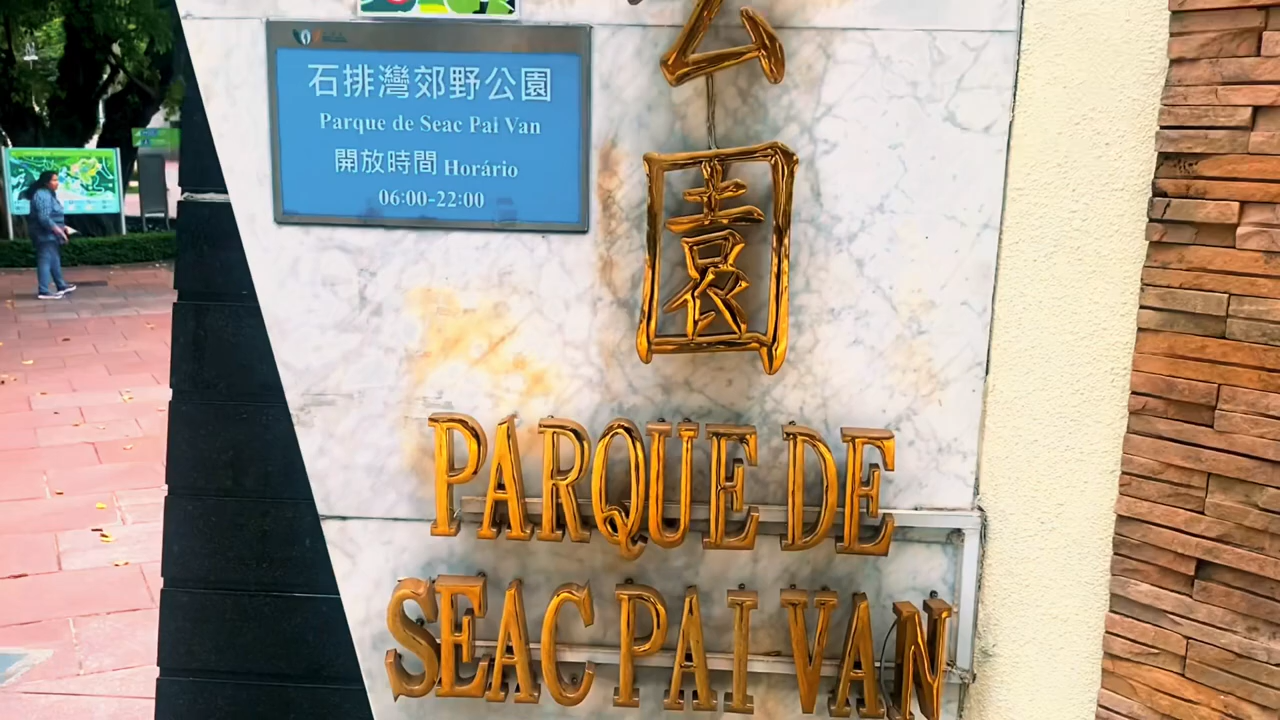 石排灣郊野公園
Parque de Seac Pai Van
開放時間 Horário
06:00-22:00
公
園
PARQUE DE
SEAC PAI VAN